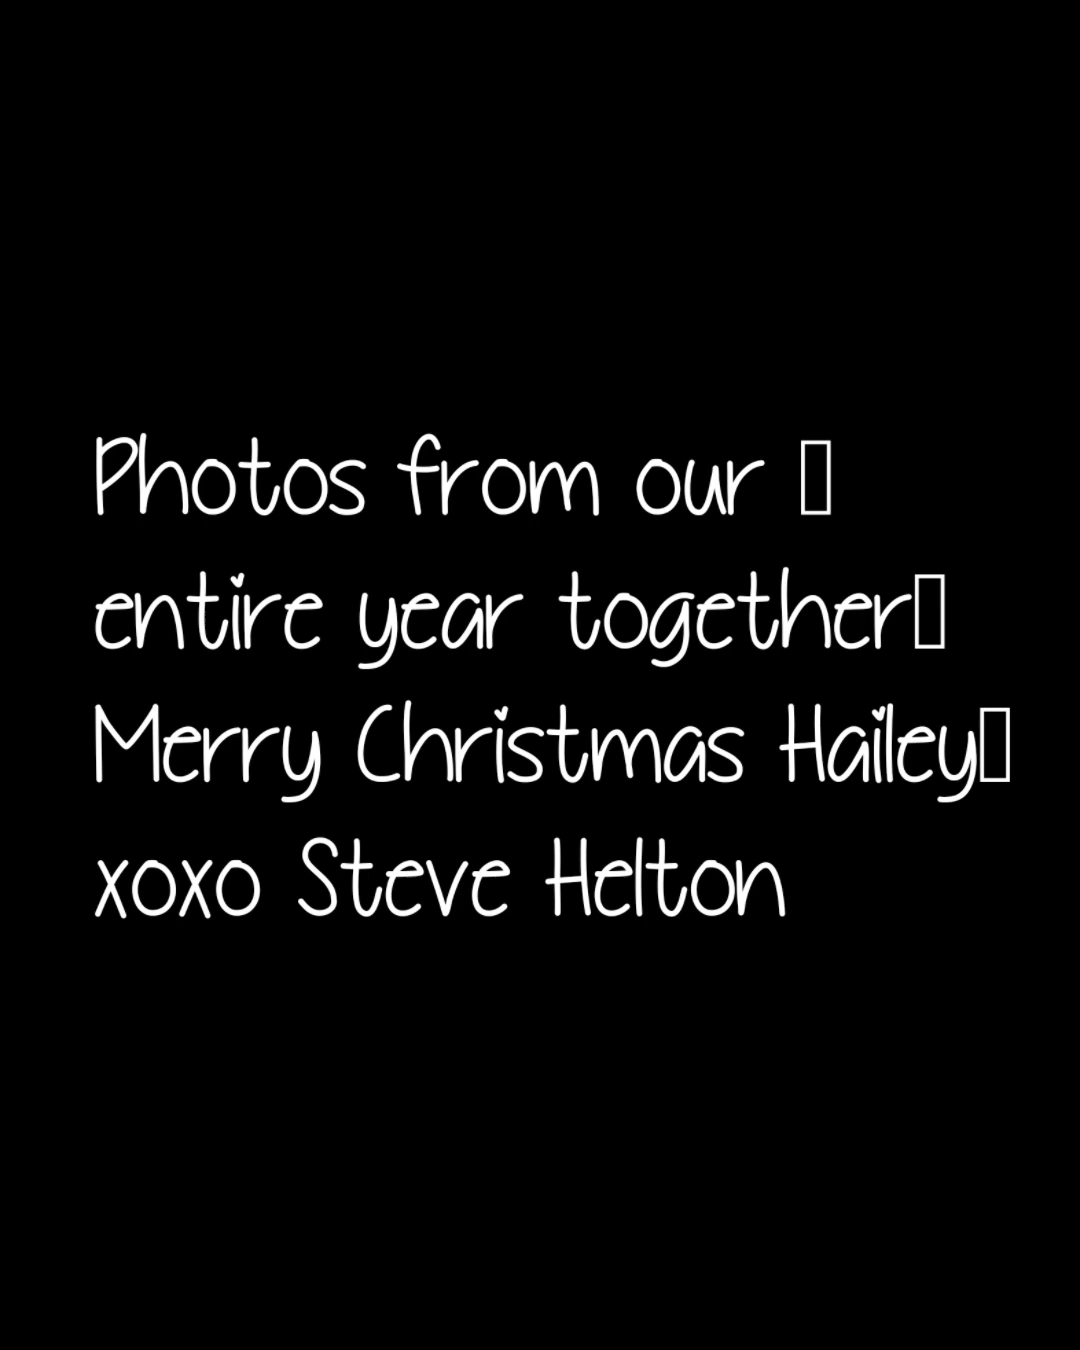 Photos from our 
entire year together
Merry Christmas Hailey
xoxo Steve Helton